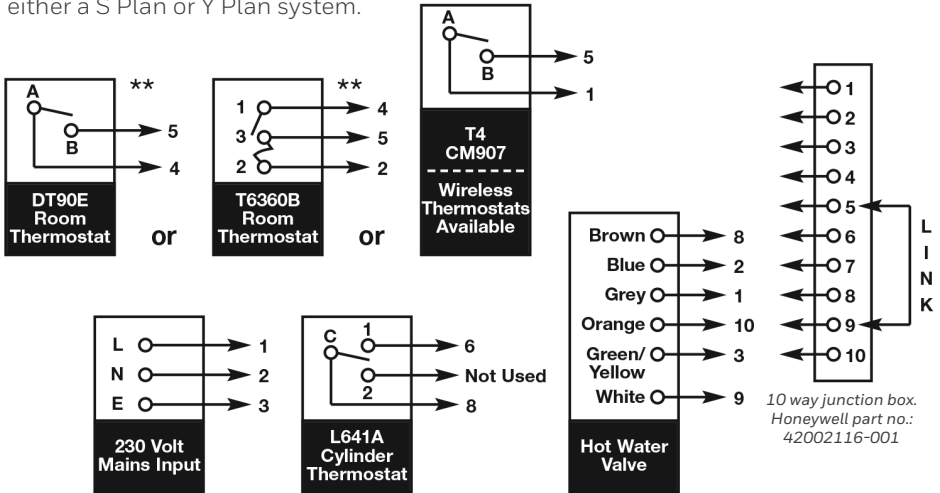 either a S Plan or Y Plan system.
A
B
5
1
T4
CM907
Wireless
Thermostats
Available
A
**
B
5
4
DT90E
Room
Thermostat
or
**
1
4
3
5
2
2
T6360B
Room
Thermostat
or
1
2
3
4
5
6
7
8
9
10
L
I
N
K
10 way junction box.
Honeywell part no.:
42002116-001
Brown 8
Blue 2
Grey 1
Orange 10
Green/
Yellow 3
White 9
Hot Water
Valve
L 1
N 2
E 3
230 Volt
Mains Input
C
1
6
2
Not Used
8
L641A
Cylinder
Thermostat